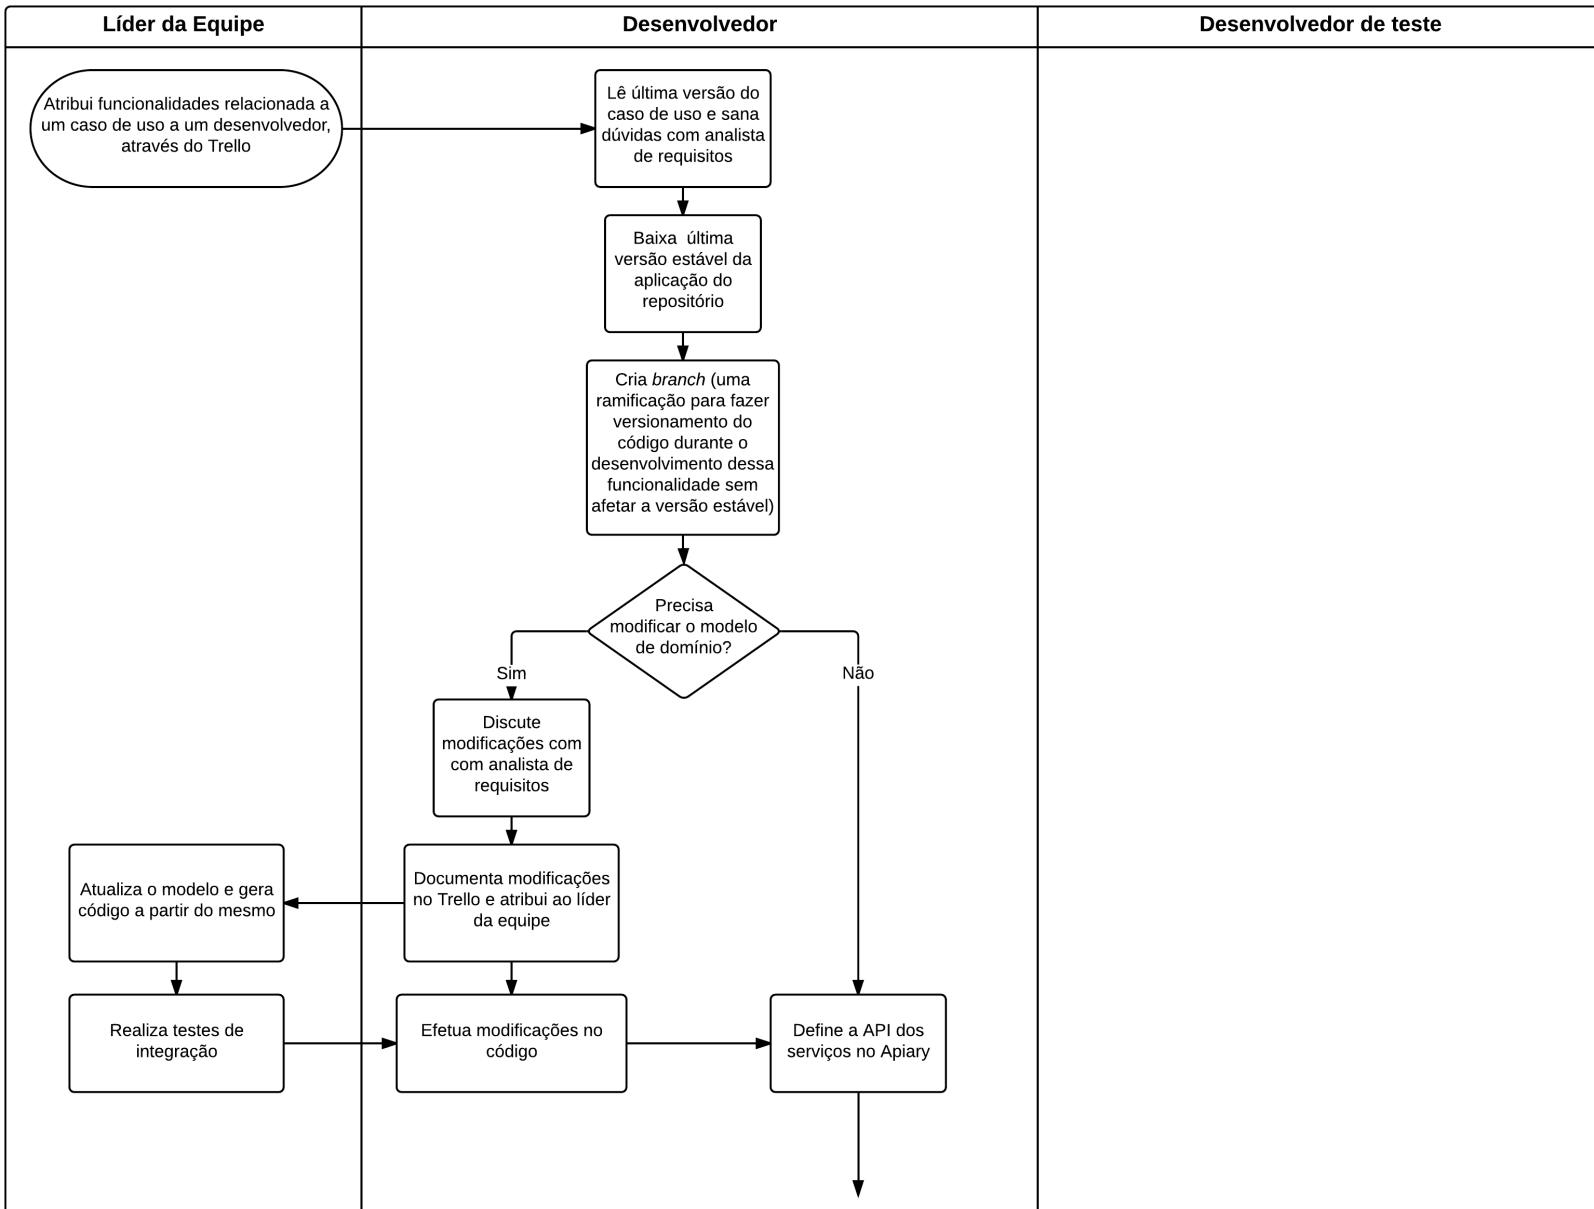 Líder da Equipe
Desenvolvedor
Desenvolvedor de teste
Atribui funcionalidades relacionada a
um caso de uso a um desenvolvedor,
através do Trello
Lê última versão do
caso de uso e sana
dúvidas com analista
de requisitos
Baixa última
versão estável da
aplicação do
repositório
Cria branch (uma
ramificação para fazer
versionamento do
código durante o
desenvolvimento dessa
funcionalidade sem
afetar a versão estável)
Precisa
modificar o modelo
de domínio?
Sim
Não
Discute
modificações com
com analista de
requisitos
Atualiza o modelo e gera
código a partir do mesmo
Documenta modificações
no Trello e atribui ao líder
da equipe
Realiza testes de
integração
Efetua modificações no
código
Define a API dos
serviços no Apiary